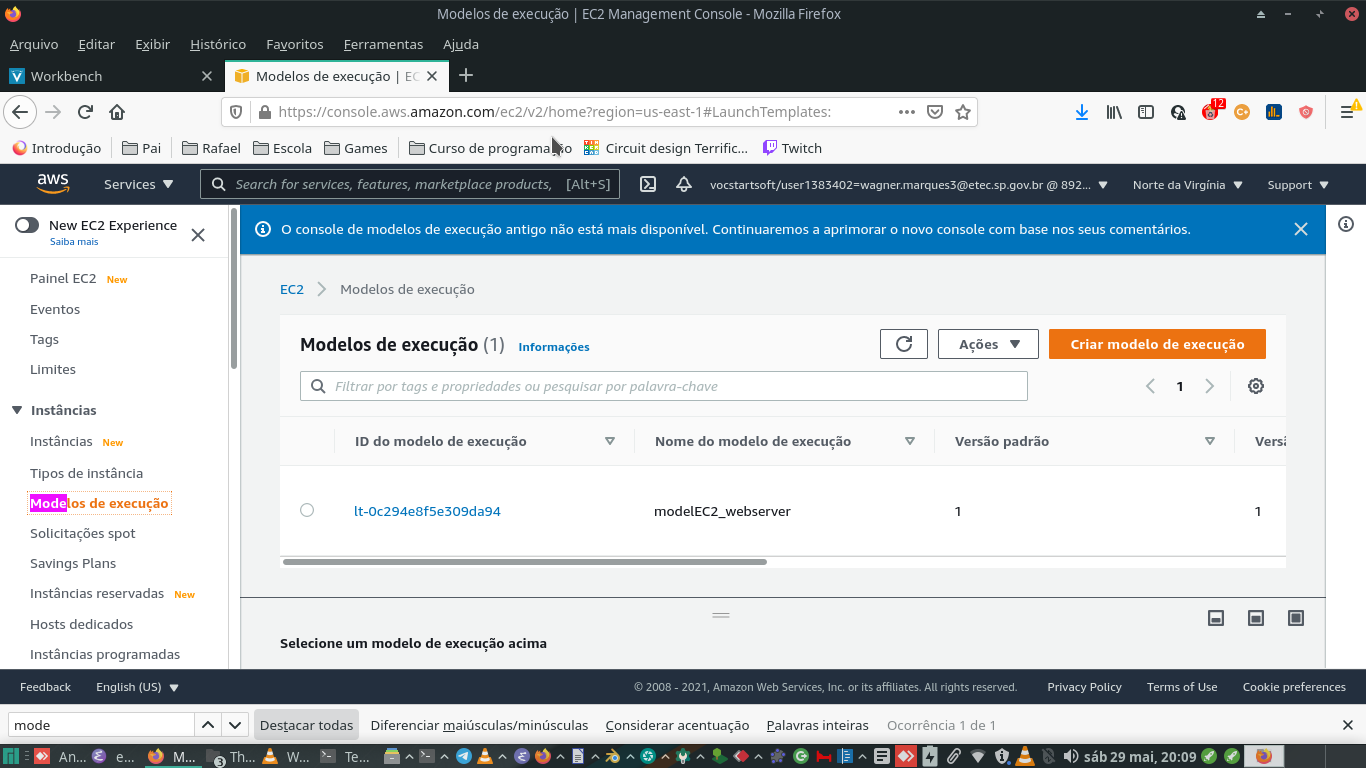 Modelos de execução | EC2 Management Console - Mozilla Firefox
Arquivo Editar Exibir Histórico Favoritos Ferramentas Ajuda
Workbench
Modelos de execução | EC
https://console.aws.amazon.com/ec2/v2/home?region=us-east-1#LaunchTemplates:
12
Introdução Pai Rafael Escola Games Curso de programação Circuit design Terrific... Twitch
aws Services Search for services, features, marketplace products, [Alt+S] vocstartsoft/user1383402=wagner.marques3@etec.sp.gov.br @ 892... Norte da Virgínia Support
New EC2 Experience
Saiba mais
O console de modelos de execução antigo não está mais disponível. Continuaremos a aprimorar o novo console com base nos seus comentários.
Painel EC2 New
Eventos
Tags
Limites
Instâncias
Instâncias New
Tipos de instância
Modelos de execução
Solicitações spot
Savings Plans
Instâncias reservadas New
Hosts dedicados
Instâncias programadas
EC2 Modelos de execução
Modelos de execução (1) Informações Ações Criar modelo de execução
Filtrar por tags e propriedades ou pesquisar por palavra-chave 1
ID do modelo de execução Nome do modelo de execução Versão padrão Versã
lt-0c294e8f5e309da94 modelEC2_webserver 1 1
Selecione um modelo de execução acima
Feedback English (US) © 2008 - 2021, Amazon Web Services, Inc. or its affiliates. All rights reserved. Privacy Policy Terms of Use Cookie preferences
mode Destacar todas Diferenciar maiúsculas/minúsculas Considerar acentuação Palavras inteiras Ocorrência 1 de 1
An... e... M... 3 Th... W... Te... sáb 29 mai, 20:09